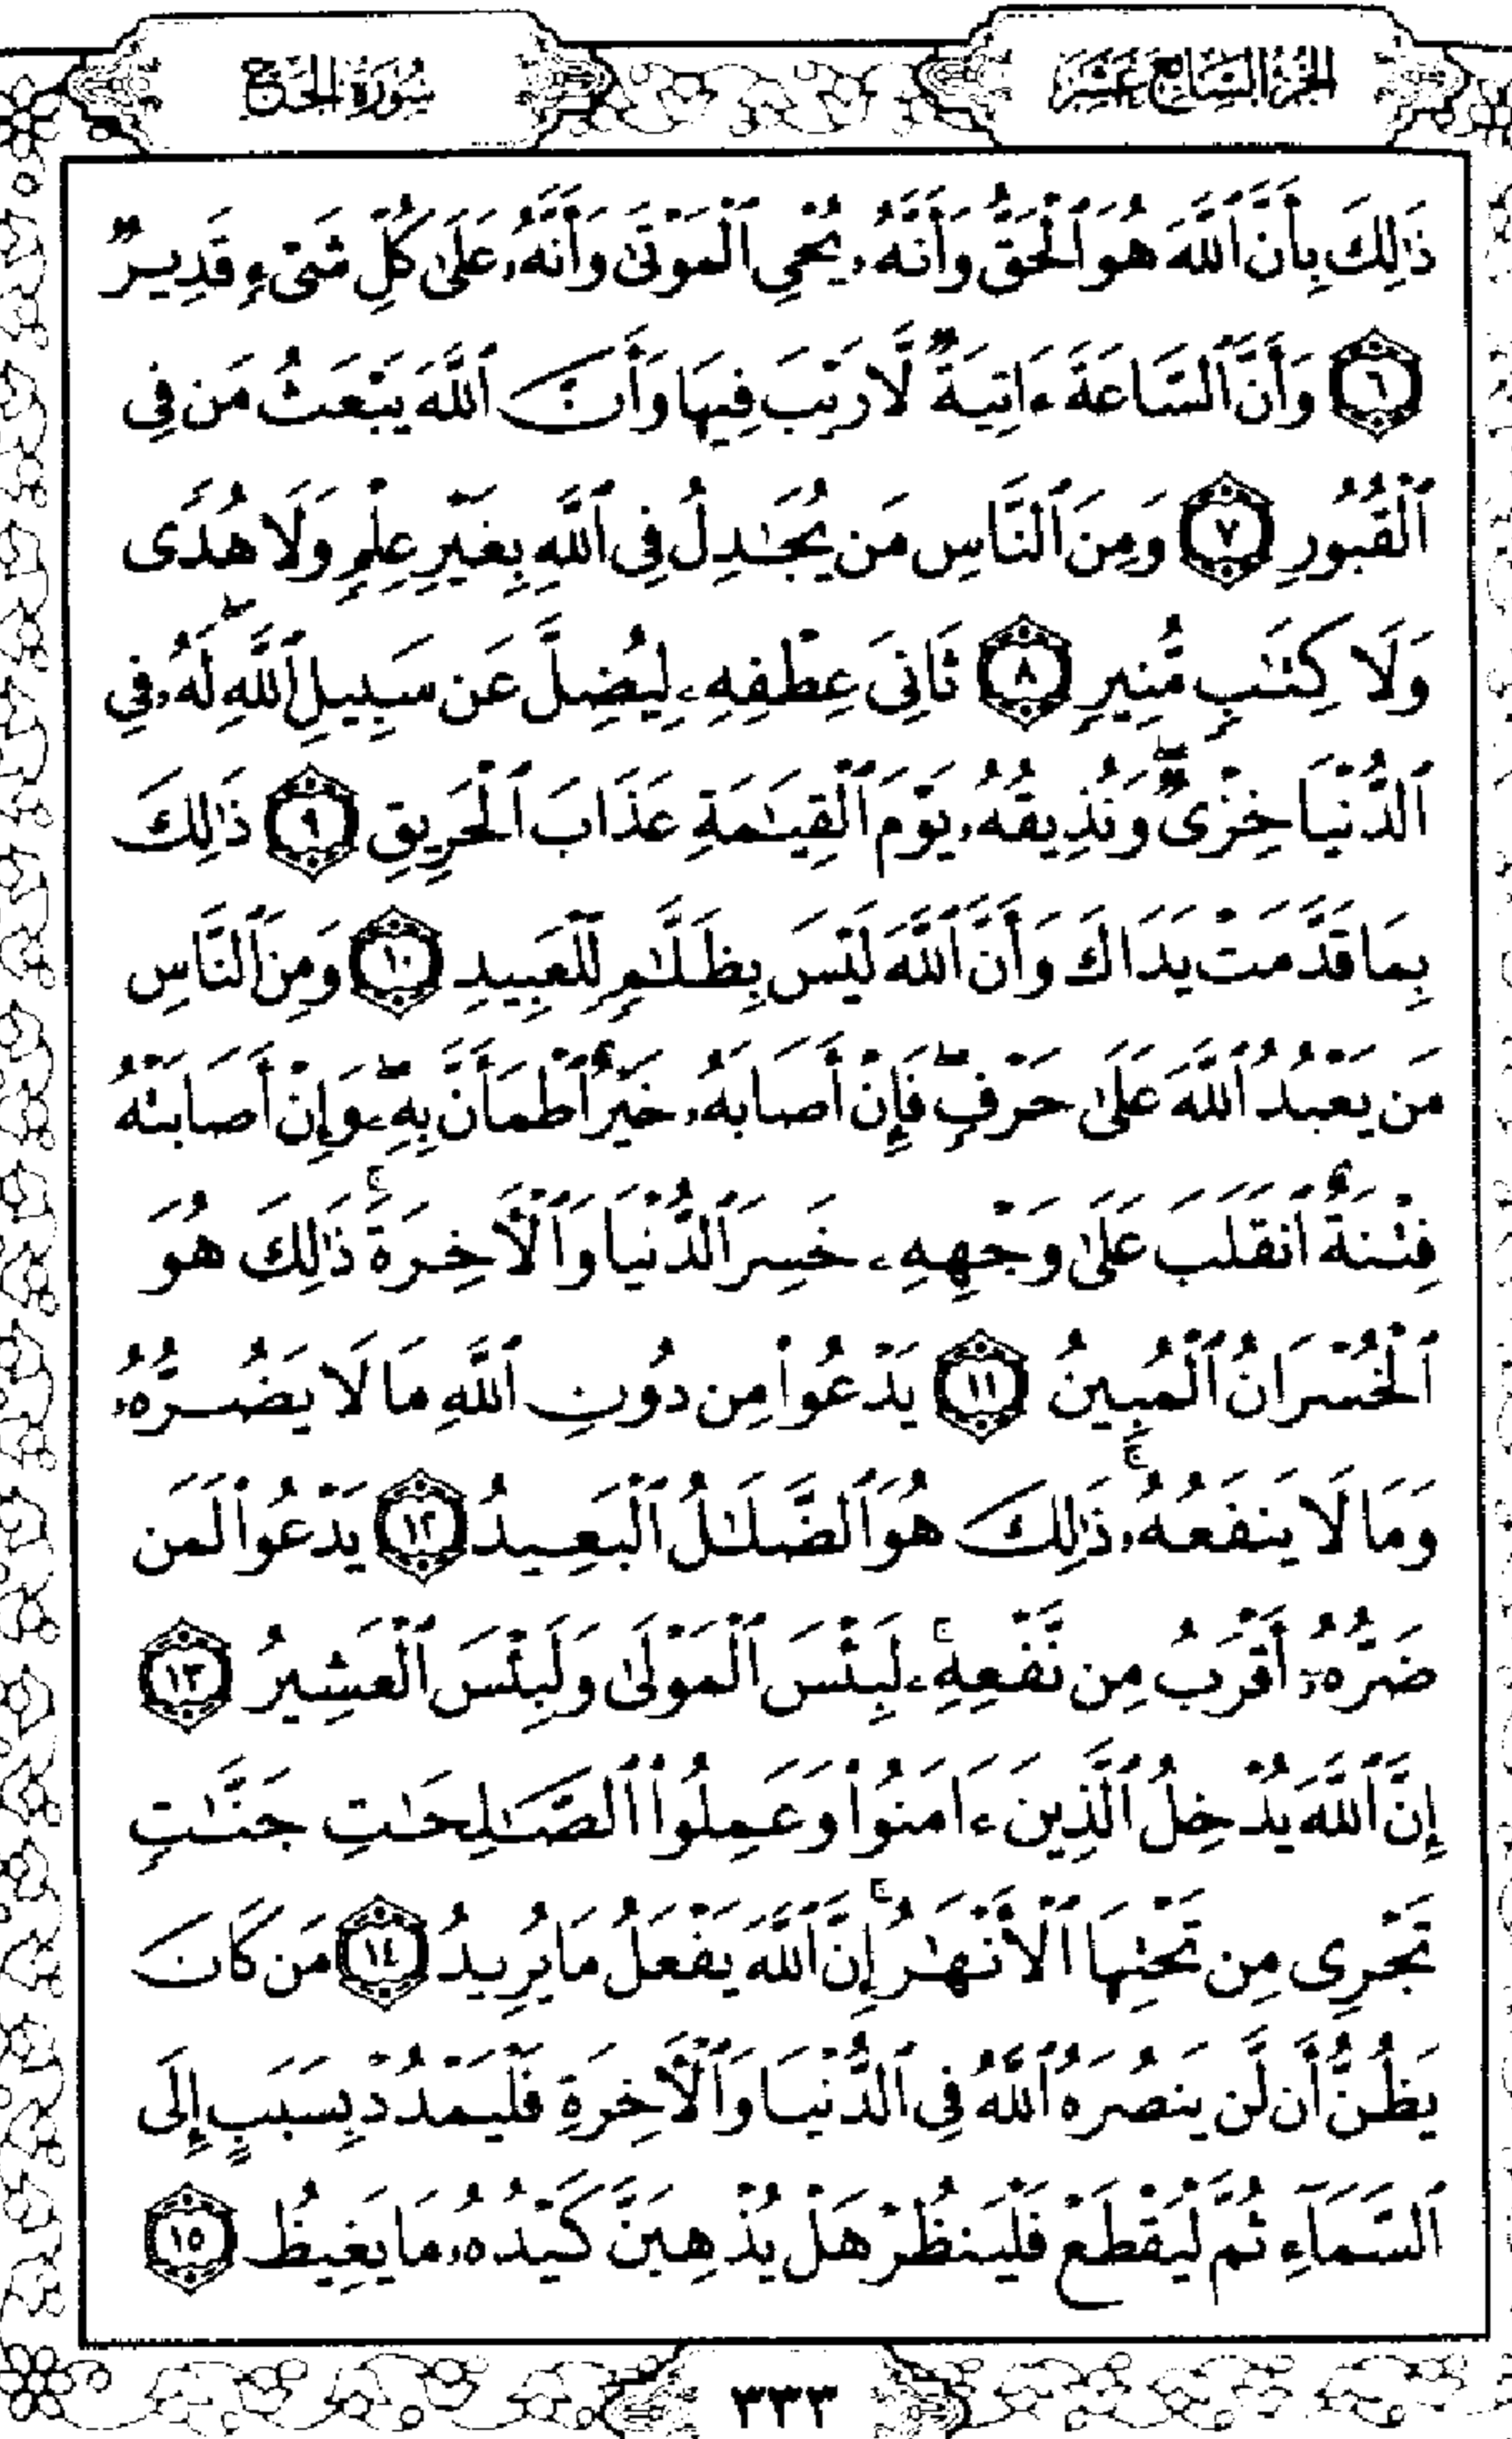 الجزء السابع عشر
سورة الحج
ذَٰلِكَ بِأَنَّ ٱللَّهَ هُوَ ٱلْحَقُّ وَأَنَّهُۥ يُحْىِ ٱلْمَوْتَىٰ وَأَنَّهُۥ عَلَىٰ كُلِّ شَىْءٍ قَدِيرٌ
٦ وَأَنَّ ٱلسَّاعَةَ ءَاتِيَةٌ لَّا رَيْبَ فِيهَا وَأَنَّ ٱللَّهَ يَبْعَثُ مَن فِى
ٱلْقُبُورِ ٧ وَمِنَ ٱلنَّاسِ مَن يُجَـٰدِلُ فِى ٱللَّهِ بِغَيْرِ عِلْمٍ وَلَا هُدًى
وَلَا كِتَـٰبٍ مُّنِيرٍ ٨ ثَانِىَ عِطْفِهِۦ لِيُضِلَّ عَن سَبِيلِ ٱللَّهِ ۖ لَهُۥ فِى
ٱلدُّنْيَا خِزْىٌ ۖ وَنُذِيقُهُۥ يَوْمَ ٱلْقِيَـٰمَةِ عَذَابَ ٱلْحَرِيقِ ٩ ذَٰلِكَ
بِمَا قَدَّمَتْ يَدَاكَ وَأَنَّ ٱللَّهَ لَيْسَ بِظَلَّـٰمٍ لِّلْعَبِيدِ ١٠ وَمِنَ ٱلنَّاسِ
مَن يَعْبُدُ ٱللَّهَ عَلَىٰ حَرْفٍ ۖ فَإِنْ أَصَابَهُۥ خَيْرٌ ٱطْمَأَنَّ بِهِۦ ۖ وَإِنْ أَصَابَتْهُ
فِتْنَةٌ ٱنقَلَبَ عَلَىٰ وَجْهِهِۦ خَسِرَ ٱلدُّنْيَا وَٱلْـَٔاخِرَةَ ۚ ذَٰلِكَ هُوَ
ٱلْخُسْرَانُ ٱلْمُبِينُ ١١ يَدْعُوا۟ مِن دُونِ ٱللَّهِ مَا لَا يَضُرُّهُۥ
وَمَا لَا يَنفَعُهُۥ ۚ ذَٰلِكَ هُوَ ٱلضَّلَـٰلُ ٱلْبَعِيدُ ١٢ يَدْعُوا۟ لَمَن
ضَرُّهُۥٓ أَقْرَبُ مِن نَّفْعِهِۦ ۚ لَبِئْسَ ٱلْمَوْلَىٰ وَلَبِئْسَ ٱلْعَشِيرُ ١٣
إِنَّ ٱللَّهَ يُدْخِلُ ٱلَّذِينَ ءَامَنُوا۟ وَعَمِلُوا۟ ٱلصَّـٰلِحَـٰتِ جَنَّـٰتٍ
تَجْرِى مِن تَحْتِهَا ٱلْأَنْهَـٰرُ ۚ إِنَّ ٱللَّهَ يَفْعَلُ مَا يُرِيدُ ١٤ مَن كَانَ
يَظُنُّ أَن لَّن يَنصُرَهُ ٱللَّهُ فِى ٱلدُّنْيَا وَٱلْـَٔاخِرَةِ فَلْيَمْدُدْ بِسَبَبٍ إِلَى
ٱلسَّمَآءِ ثُمَّ لْيَقْطَعْ فَلْيَنظُرْ هَلْ يُذْهِبَنَّ كَيْدُهُۥ مَا يَغِيظُ ١٥
٣٣٣